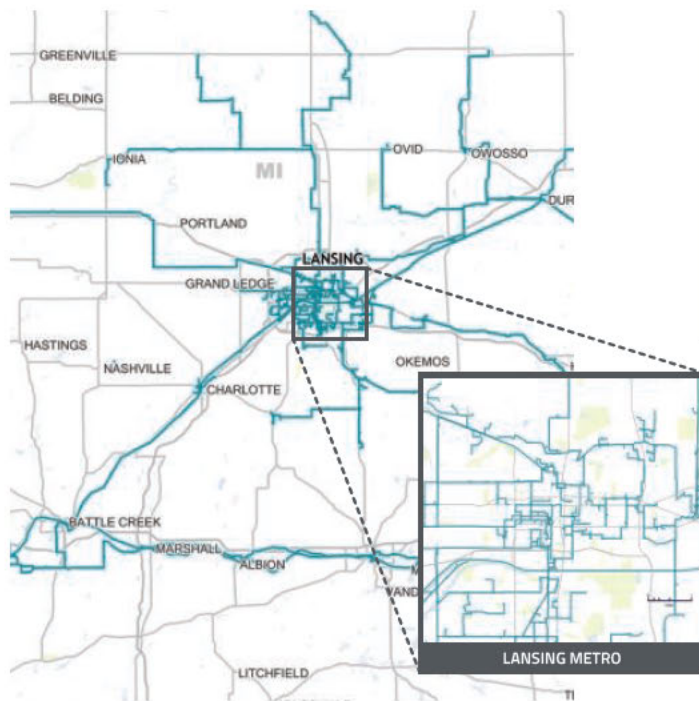 GREENVILLE
BELDING
IONIA
MI
OVID
OWOSSO
DUR
PORTLAND
LANSING
GRAND LEDGE
HASTINGS
NASHVILLE
OKEMOS
CHARLOTTE
BATTLE CREEK
MARSHALL
ALBION
M
VAND
LITCHFIELD
LANSING METRO